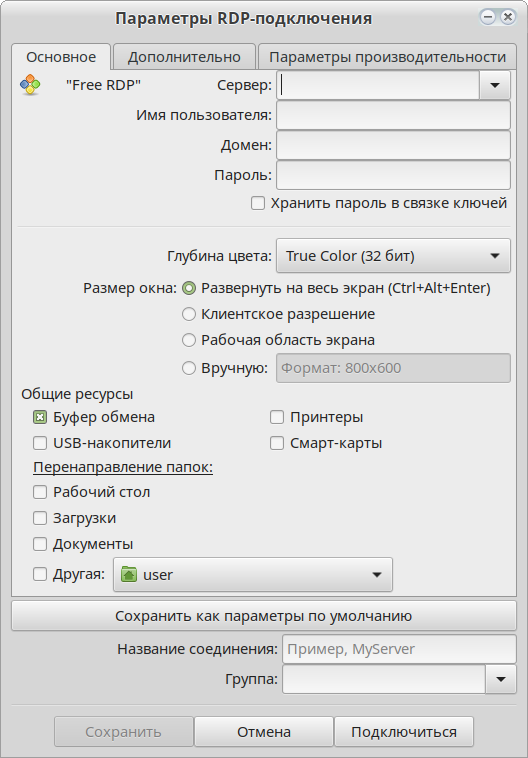 Параметры RDP-подключения
Основное Дополнительно Параметры производительности
"Free RDP" Сервер:
Имя пользователя:
Домен:
Пароль:
Хранить пароль в связке ключей
Глубина цвета: True Color (32 бит)
Размер окна: Развернуть на весь экран (Ctrl+Alt+Enter)
Клиентское разрешение
Рабочая область экрана
Вручную: Формат: 800x600
Общие ресурсы
Буфер обмена Принтеры
USB-накопители Смарт-карты
Перенаправление папок:
Рабочий стол
Загрузки
Документы
Другая: user
Сохранить как параметры по умолчанию
Название соединения: Пример, MyServer
Группа:
Сохранить Отмена Подключиться